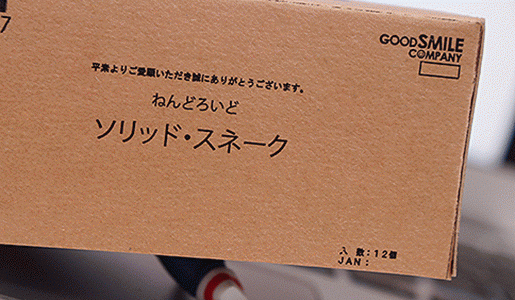 7
GOOD SMILE
COMPANY
平素よりご愛顧いただき誠にありがとうございます。
ねんどろいど
ソリッド・スネーク
入 数：12個
JAN：